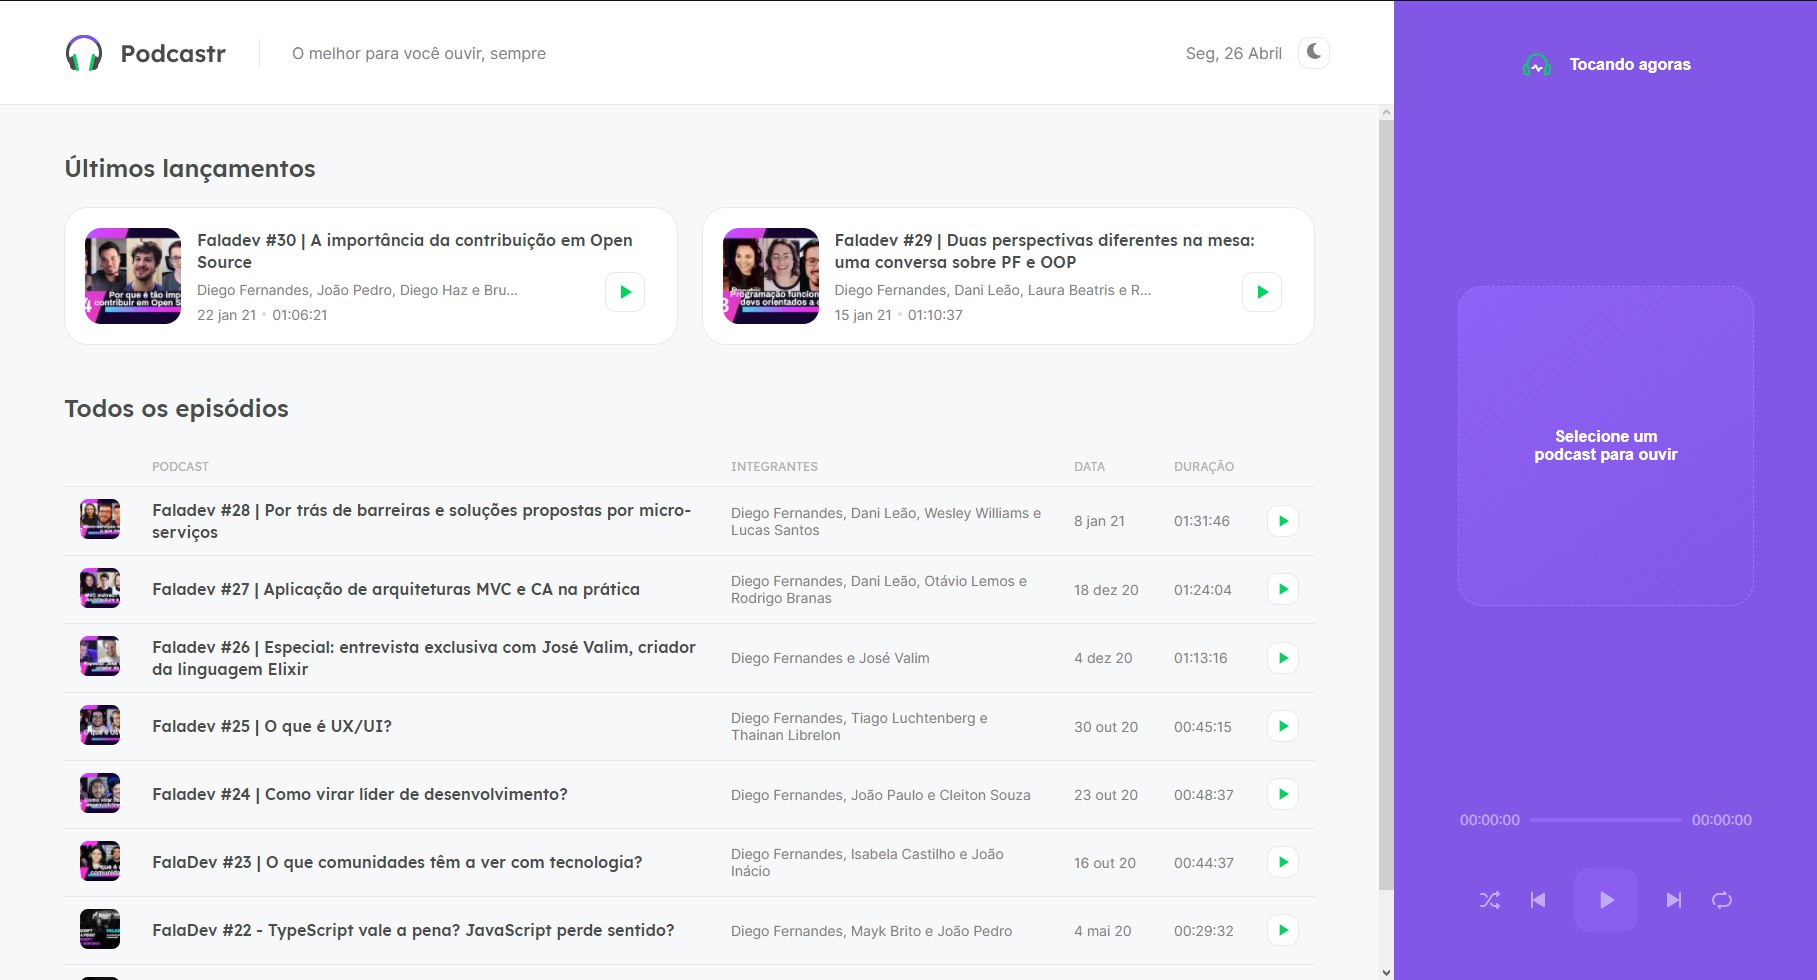 Podcastr
O melhor para você ouvir, sempre
Seg, 26 Abril
Tocando agoras
Últimos lançamentos
Faladev #30 | A importância da contribuição em Open
Source
Diego Fernandes, João Pedro, Diego Haz e Bru...
22 jan 21 • 01:06:21
Por que é tão imp
contribuir em Open S
Faladev #29 | Duas perspectivas diferentes na mesa:
uma conversa sobre PF e OOP
Diego Fernandes, Dani Leão, Laura Beatris e R...
15 jan 21 • 01:10:37
Programação funcion
devs orientados a o
Todos os episódios
PODCAST INTEGRANTES DATA DURAÇÃO
Faladev #28 | Por trás de barreiras e soluções propostas por micro-
serviços
Diego Fernandes, Dani Leão, Wesley Williams e
Lucas Santos
8 jan 21
01:31:46
Faladev #27 | Aplicação de arquiteturas MVC e CA na prática
Diego Fernandes, Dani Leão, Otávio Lemos e
Rodrigo Branas
18 dez 20
01:24:04
Faladev #26 | Especial: entrevista exclusiva com José Valim, criador
da linguagem Elixir
Diego Fernandes e José Valim
4 dez 20
01:13:16
Faladev #25 | O que é UX/UI?
Diego Fernandes, Tiago Luchtenberg e
Thainan Librelon
30 out 20
00:45:15
Faladev #24 | Como virar líder de desenvolvimento?
Diego Fernandes, João Paulo e Cleiton Souza
23 out 20
00:48:37
FalaDev #23 | O que comunidades têm a ver com tecnologia?
Diego Fernandes, Isabela Castilho e João
Inácio
16 out 20
00:44:37
FalaDev #22 - TypeScript vale a pena? JavaScript perde sentido?
Diego Fernandes, Mayk Brito e João Pedro
4 mai 20
00:29:32
Selecione um
podcast para ouvir
00:00:00 00:00:00